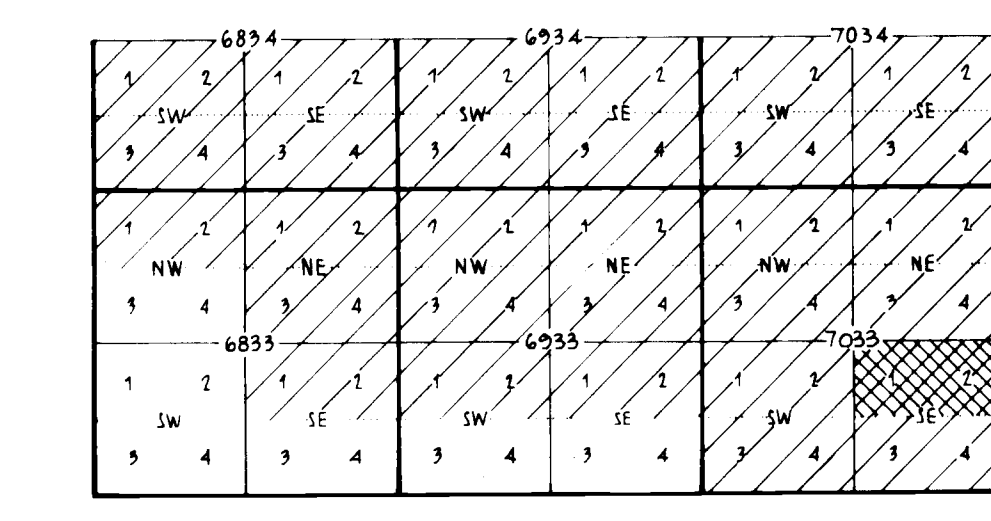 6834 6934 7034
1 2 1 2 1 2 1 2 1 2 1 2
SW SE SW SE SW SE
3 4 3 4 3 4 3 4 3 4 3 4
1 2 1 2 1 2 1 2 1 2 1 2
NW NE NW NE NW NE
3 4 3 4 3 4 3 4 3 4 3 4
6833 6933 7033
1 2 1 2 1 2 1 2 1 2 1 2
SW SE SW SE SW SE
3 4 3 4 3 4 3 4 3 4 3 4